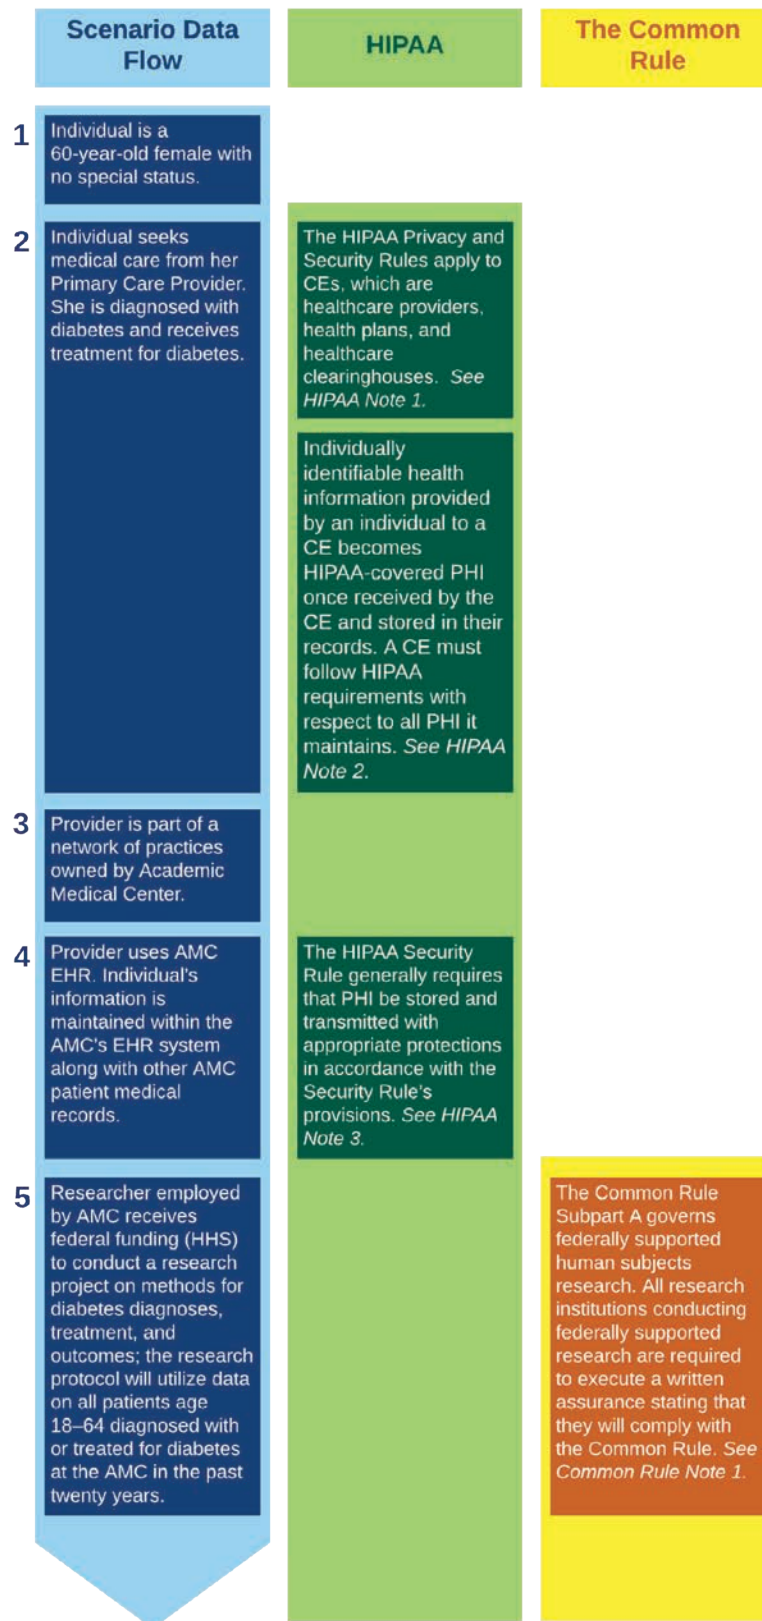 Scenario Data
Flow
HIPAA
The Common
Rule
1
Individual is a
60-year-old female with
no special status.
2
Individual seeks
medical care from her
Primary Care Provider.
She is diagnosed with
diabetes and receives
treatment for diabetes.
The HIPAA Privacy and
Security Rules apply to
CEs, which are
healthcare providers,
health plans, and
healthcare
clearinghouses. See
HIPAA Note 1.
Individually
identifiable health
information provided
by an individual to a
CE becomes
HIPAA-covered PHI
once received by the
CE and stored in their
records. A CE must
follow HIPAA
requirements with
respect to all PHI it
maintains. See HIPAA
Note 2.
3
Provider is part of a
network of practices
owned by Academic
Medical Center.
4
Provider uses AMC
EHR. Individual's
information is
maintained within the
AMC's EHR system
along with other AMC
patient medical
records.
The HIPAA Security
Rule generally requires
that PHI be stored and
transmitted with
appropriate protections
in accordance with the
Security Rule's
provisions. See HIPAA
Note 3.
5
Researcher employed
by AMC receives
federal funding (HHS)
to conduct a research
project on methods for
diabetes diagnoses,
treatment, and
outcomes; the research
protocol will utilize data
on all patients age
18–64 diagnosed with
or treated for diabetes
at the AMC in the past
twenty years.
The Common Rule
Subpart A governs
federally supported
human subjects
research. All research
institutions conducting
federally supported
research are required
to execute a written
assurance stating that
they will comply with
the Common Rule. See
Common Rule Note 1.